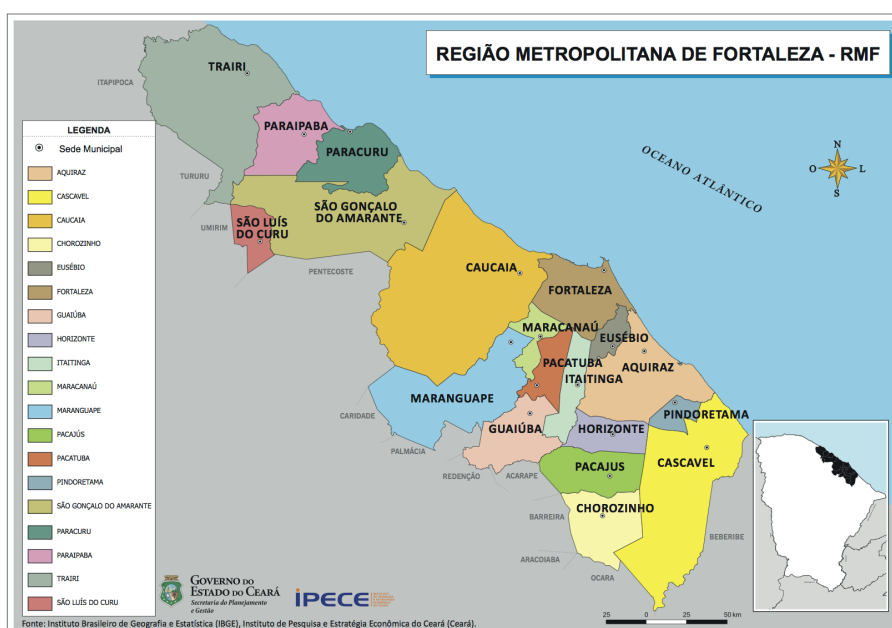 REGIÃO METROPOLITANA DE FORTALEZA - RMF
TRAIRI
ITAPIPOCA
PARAIPABA
PARACURU
OCEANO ATLÂNTICO
N
O
L
S
TURURU
UMIRIM
SÃO GONÇALO
DO AMARANTE
SÃO LUÍS
DO CURU
PENTECOSTE
CAUCAIA
FORTALEZA
MARACANAÚ
EUSÉBIO
PACATUBA
AQUIRAZ
ITAITINGA
MARANGUAPE
CARIDADE
PINDORETAMA
GUAIÚBA
HORIZONTE
PALMÁCIA
CASCAVEL
PACAJUS
REDENÇÃO
ACARAPE
CHOROZINHO
BARREIRA
BEBERIBE
ARACOIABA
OCARA
LEGENDA
Sede Municipal
AQUIRAZ
CASCAVEL
CAUCAIA
CHOROZINHO
EUSÉBIO
FORTALEZA
GUAIÚBA
HORIZONTE
ITAITINGA
MARACANAÚ
MARANGUAPE
PACAJÚS
PACATUBA
PINDORETAMA
SÃO GONÇALO DO AMARANTE
PARACURU
PARAIPABA
TRAIRI
SÃO LUÍS DO CURU
GOVERNO DO
ESTADO DO CEARÁ
Secretaria do Planejamento
e Gestão
IPECE
25 0 25 50 km
Fonte: Instituto Brasileiro de Geografia e Estatística (IBGE), Instituto de Pesquisa e Estratégia Econômica do Ceará (Ceará).